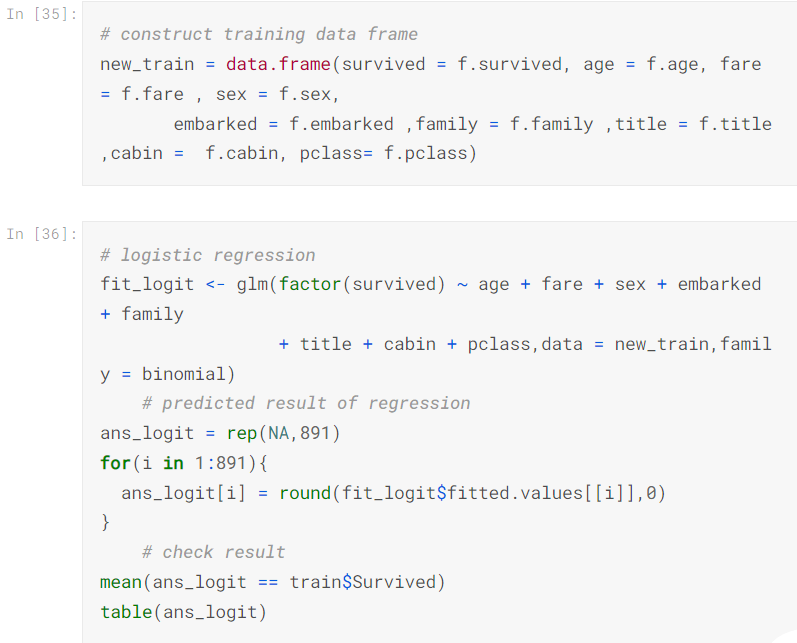 In [35]:
# construct training data frame
new_train = data.frame(survived = f.survived, age = f.age, fare
= f.fare , sex = f.sex,
embarked = f.embarked ,family = f.family ,title = f.title
,cabin =  f.cabin, pclass= f.pclass)
In [36]:
# logistic regression
fit_logit <- glm(factor(survived) ~ age + fare + sex + embarked
+ family
+ title + cabin + pclass,data = new_train,famil
y = binomial)
# predicted result of regression
ans_logit = rep(NA,891)
for(i in 1:891){
ans_logit[i] = round(fit_logit$fitted.values[[i]],0)
}
# check result
mean(ans_logit == train$Survived)
table(ans_logit)